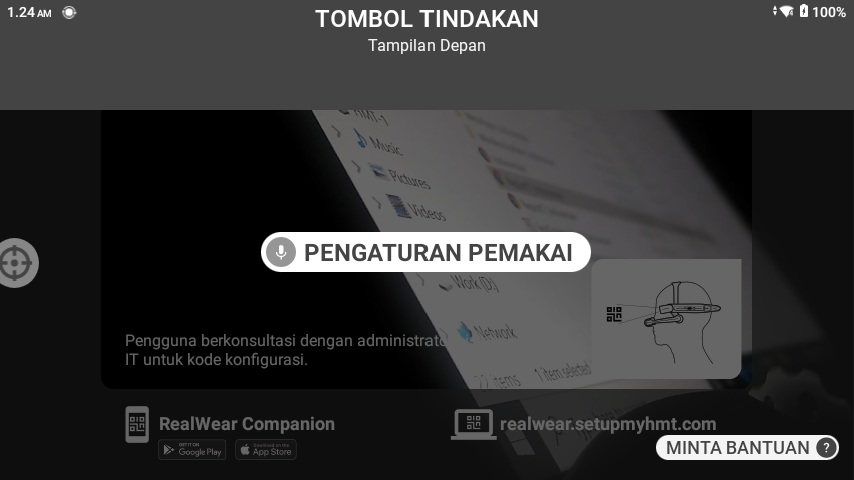 1.24 AM
100%
TOMBOL TINDAKAN
Tampilan Depan
HMT-1
Music
Pictures
Videos
PENGATURAN PEMAKAI
Work (D:)
Network
Pengguna berkonsultasi dengan
IT untuk kode konfigurasi.
22 items 1 item selected
RealWear Companion
realwear.setupmyhmt.com
GET IT ON
Google Play
Download on the
App Store
MINTA BANTUAN ?